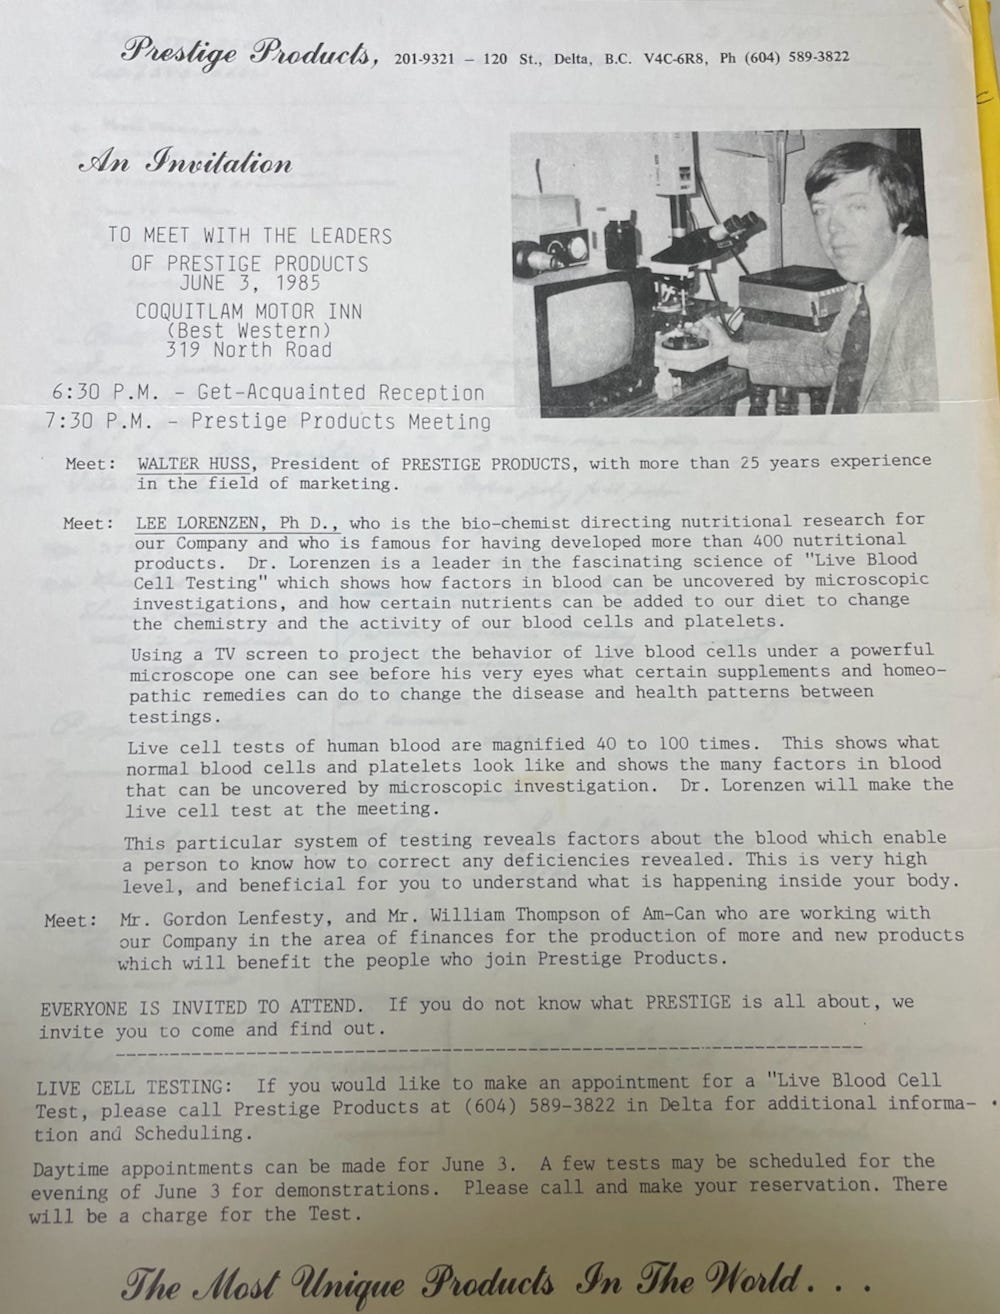 Prestige Products, 201-9321 – 120 St., Delta, B.C. V4C-6R8, Ph (604) 589-3822
An Invitation
TO MEET WITH THE LEADERS
OF PRESTIGE PRODUCTS
JUNE 3, 1985
COQUITLAM MOTOR INN
(Best Western)
319 North Road
6:30 P.M. - Get-Acquainted Reception
7:30 P.M. - Prestige Products Meeting
Meet: WALTER HUSS, President of PRESTIGE PRODUCTS, with more than 25 years experience
in the field of marketing.
Meet: LEE LORENZEN, Ph D., who is the bio-chemist directing nutritional research for
our Company and who is famous for having developed more than 400 nutritional
products. Dr. Lorenzen is a leader in the fascinating science of "Live Blood
Cell Testing" which shows how factors in blood can be uncovered by microscopic
investigations, and how certain nutrients can be added to our diet to change
the chemistry and the activity of our blood cells and platelets.
Using a TV screen to project the behavior of live blood cells under a powerful
microscope one can see before his very eyes what certain supplements and homeo-
pathic remedies can do to change the disease and health patterns between
testings.
Live cell tests of human blood are magnified 40 to 100 times. This shows what
normal blood cells and platelets look like and shows the many factors in blood
that can be uncovered by microscopic investigation. Dr. Lorenzen will make the
live cell test at the meeting.
This particular system of testing reveals factors about the blood which enable
a person to know how to correct any deficiencies revealed. This is very high
level, and beneficial for you to understand what is happening inside your body.
Meet: Mr. Gordon Lenfesty, and Mr. William Thompson of Am-Can who are working with
our Company in the area of finances for the production of more and new products
which will benefit the people who join Prestige Products.
EVERYONE IS INVITED TO ATTEND. If you do not know what PRESTIGE is all about, we
invite you to come and find out.
LIVE CELL TESTING: If you would like to make an appointment for a "Live Blood Cell
Test, please call Prestige Products at (604) 589-3822 in Delta for additional informa-
tion and Scheduling.
Daytime appointments can be made for June 3. A few tests may be scheduled for the
evening of June 3 for demonstrations. Please call and make your reservation. There
will be a charge for the Test.
The Most Unique Products In The World...